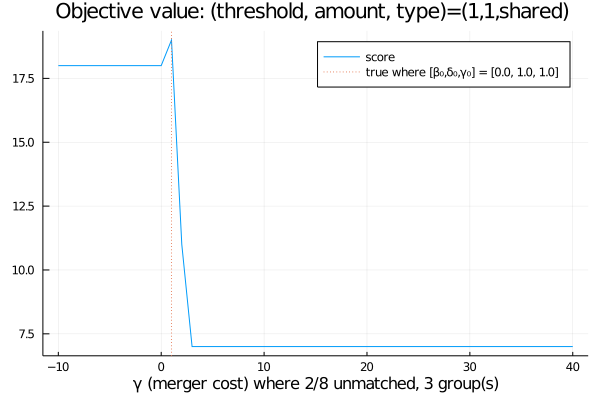 Objective value: (threshold, amount, type)=(1,1,shared)
score
true where [β₀,δ₀,γ₀] = [0.0, 1.0, 1.0]
17.5
15.0
12.5
10.0
7.5
−10 0 10 20 30 40
γ (merger cost) where 2/8 unmatched, 3 group(s)